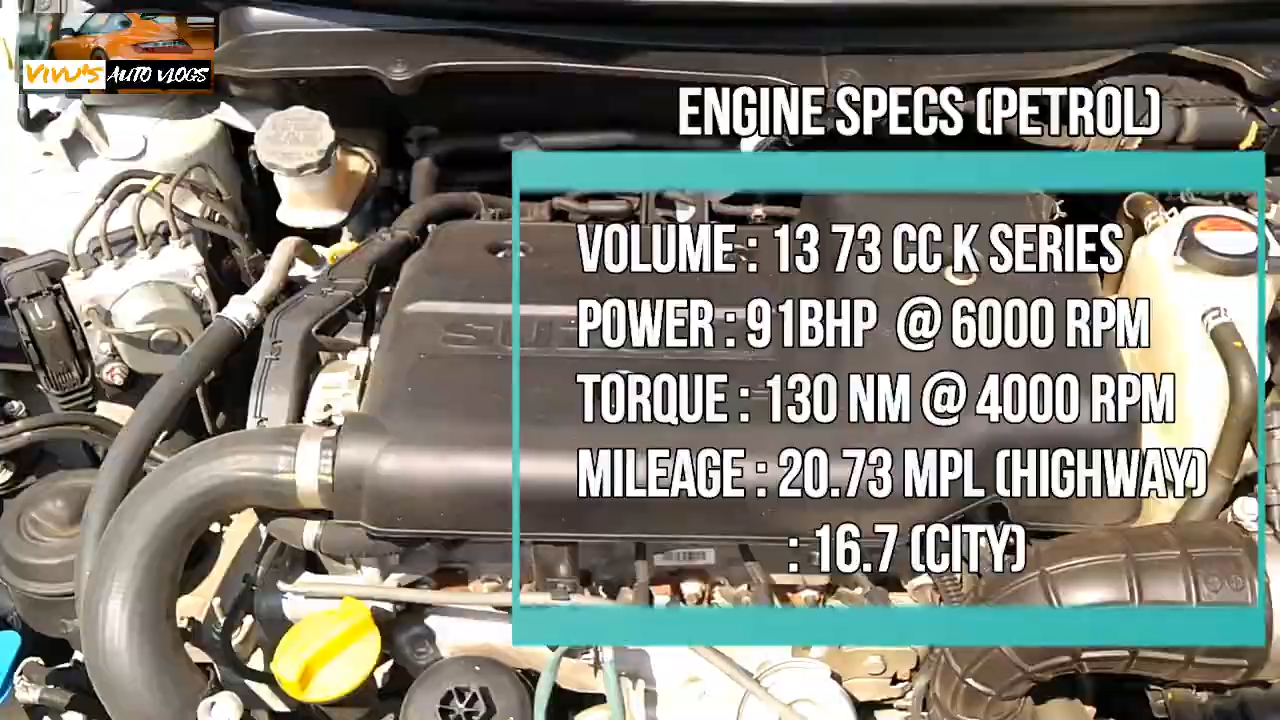 VIVU'S AUTO VLOGS
ENGINE SPECS (PETROL)
VOLUME : 13 73 CC K SERIES
POWER : 91BHP @ 6000 RPM
TORQUE : 130 NM @ 4000 RPM
MILEAGE : 20.73 MPL (HIGHWAY)
: 16.7 (CITY)